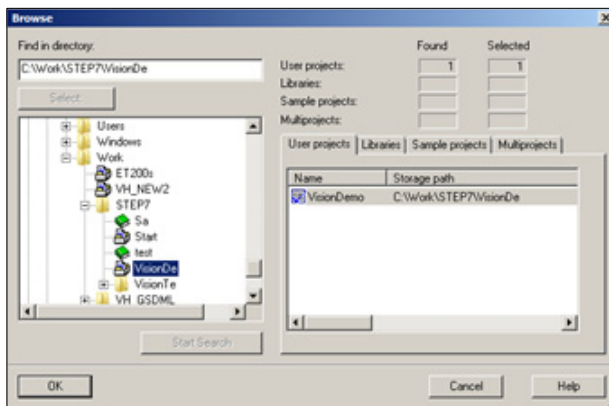 Browse
Find in directory:
C:\Work\STEP7\VisionDe
Select
Users
Windows
Work
ET200s
VH_NEW2
STEP7
Sa
Start
test
VisionDe
VisionTe
VH_GSDML
Start Search
Found Selected
User projects: 1 1
Libraries:
Sample projects:
Multiprojects:
User projects Libraries Sample projects Multiprojects
Name Storage path
VisionDemo C:\Work\STEP7\VisionDe
OK Cancel Help